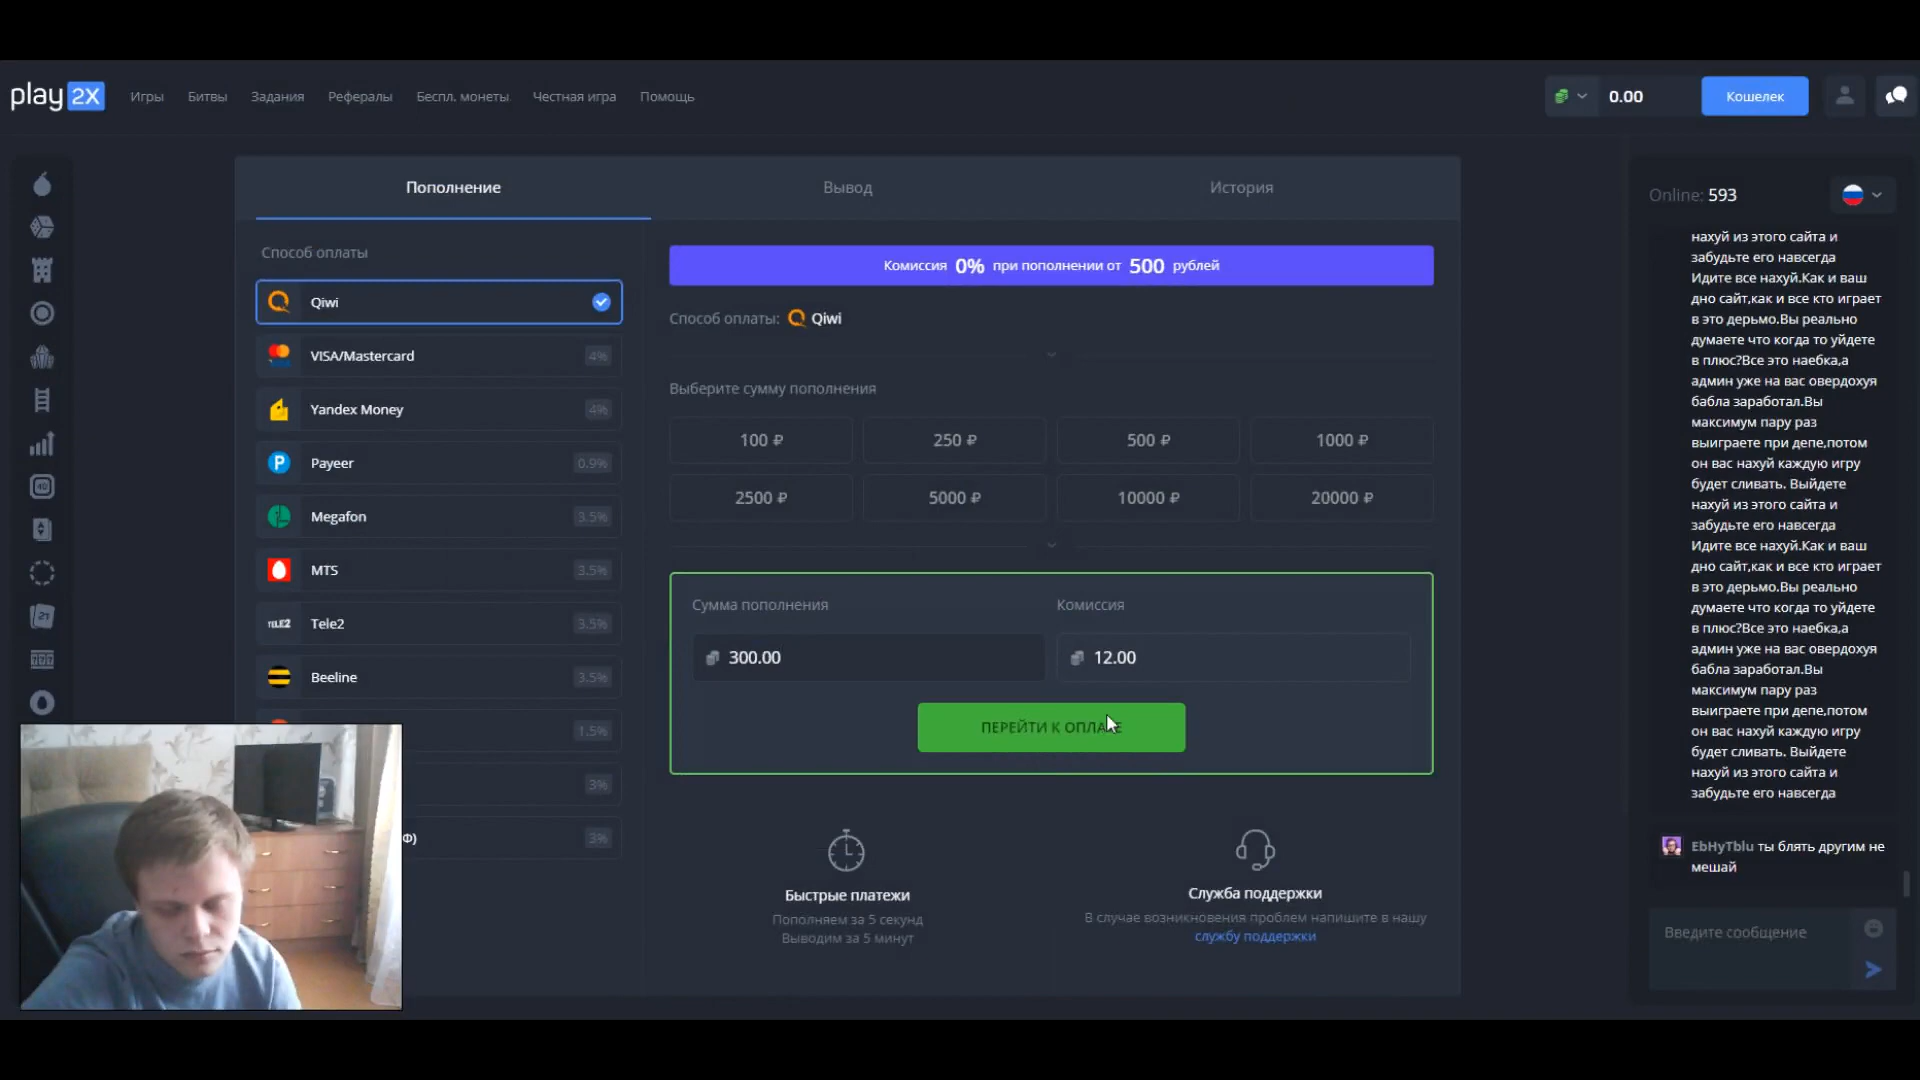 play 2X
Игры
Битвы
Задания
Рефералы
Беспл. монеты
Честная игра
Помощь
0.00
Кошелек
Пополнение
Вывод
История
Способ оплаты
Qiwi
VISA/Mastercard
4%
Yandex Money
4%
Payeer
0.9%
Megafon
3.5%
MTS
3.5%
TELE2
Tele2
3.5%
Beeline
3.5%
1.5%
3%
Ф)
3%
Комиссия 0% при пополнении от 500 рублей
Способ оплаты: Qiwi
Выберите сумму пополнения
100 ₽
250 ₽
500 ₽
1000 ₽
2500 ₽
5000 ₽
10000 ₽
20000 ₽
Сумма пополнения
Комиссия
300.00
12.00
ПЕРЕЙТИ К ОПЛАТЕ
Быстрые платежи
Пополняем за 5 секунд
Выводим за 5 минут
Служба поддержки
В случае возникновения проблем напишите в нашу
службу поддержки
Online: 593
нахуй из этого сайта и
забудьте его навсегда
Идите все нахуй.Как и ваш
дно сайт,как и все кто играет
в это дерьмо.Вы реально
думаете что когда то уйдете
в плюс?Все это наебка,а
админ уже на вас овердохуя
бабла заработал.Вы
максимум пару раз
выиграете при депе,потом
он вас нахуй каждую игру
будет сливать. Выйдете
нахуй из этого сайта и
забудьте его навсегда
Идите все нахуй.Как и ваш
дно сайт,как и все кто играет
в это дерьмо.Вы реально
думаете что когда то уйдете
в плюс?Все это наебка,а
админ уже на вас овердохуя
бабла заработал.Вы
максимум пару раз
выиграете при депе,потом
он вас нахуй каждую игру
будет сливать. Выйдете
нахуй из этого сайта и
забудьте его навсегда
EbHyTblu ты блять другим не
мешай
Введите сообщение